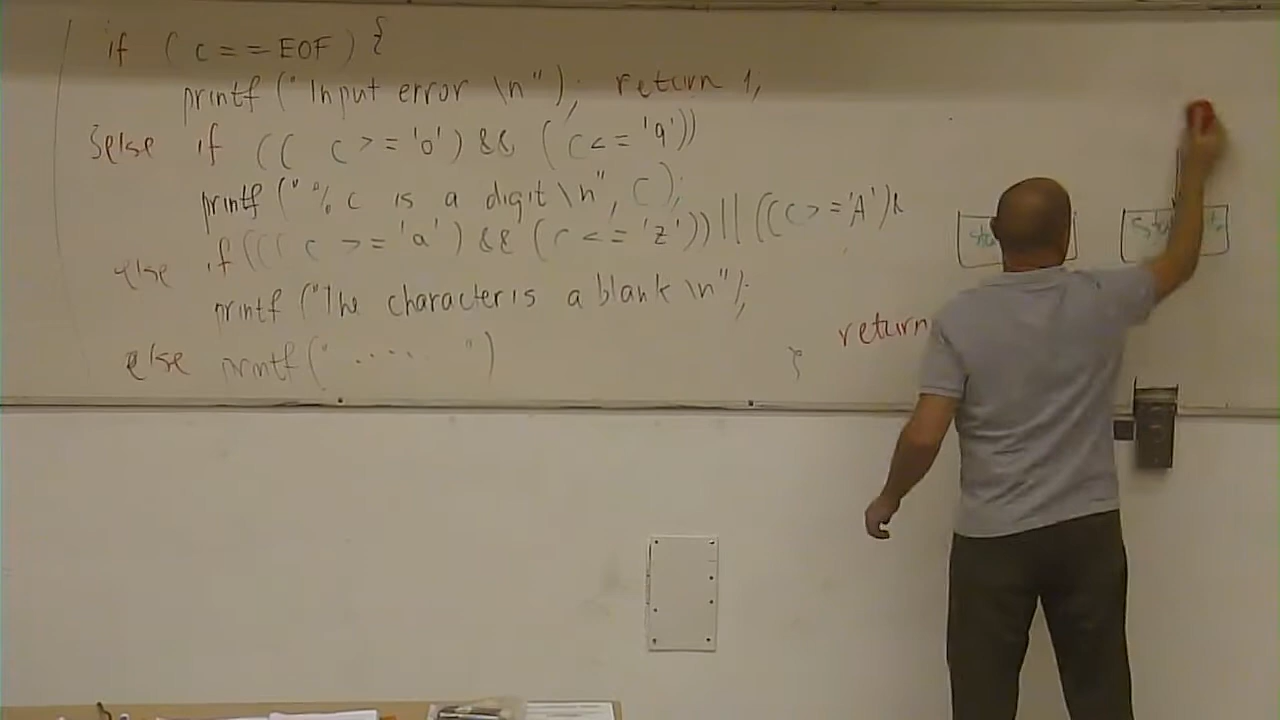 if ( c == EOF ) {
printf ("Input error \n"); return 1;
}else if (( c >= '0') && ( c <= '9'))
printf ("%c is a digit \n", c);
else if ((( c >= 'a') && (c <= 'z')) || ((c >= 'A') &
printf ("The character is a blank \n");
else printf (" ..... ")
}
return